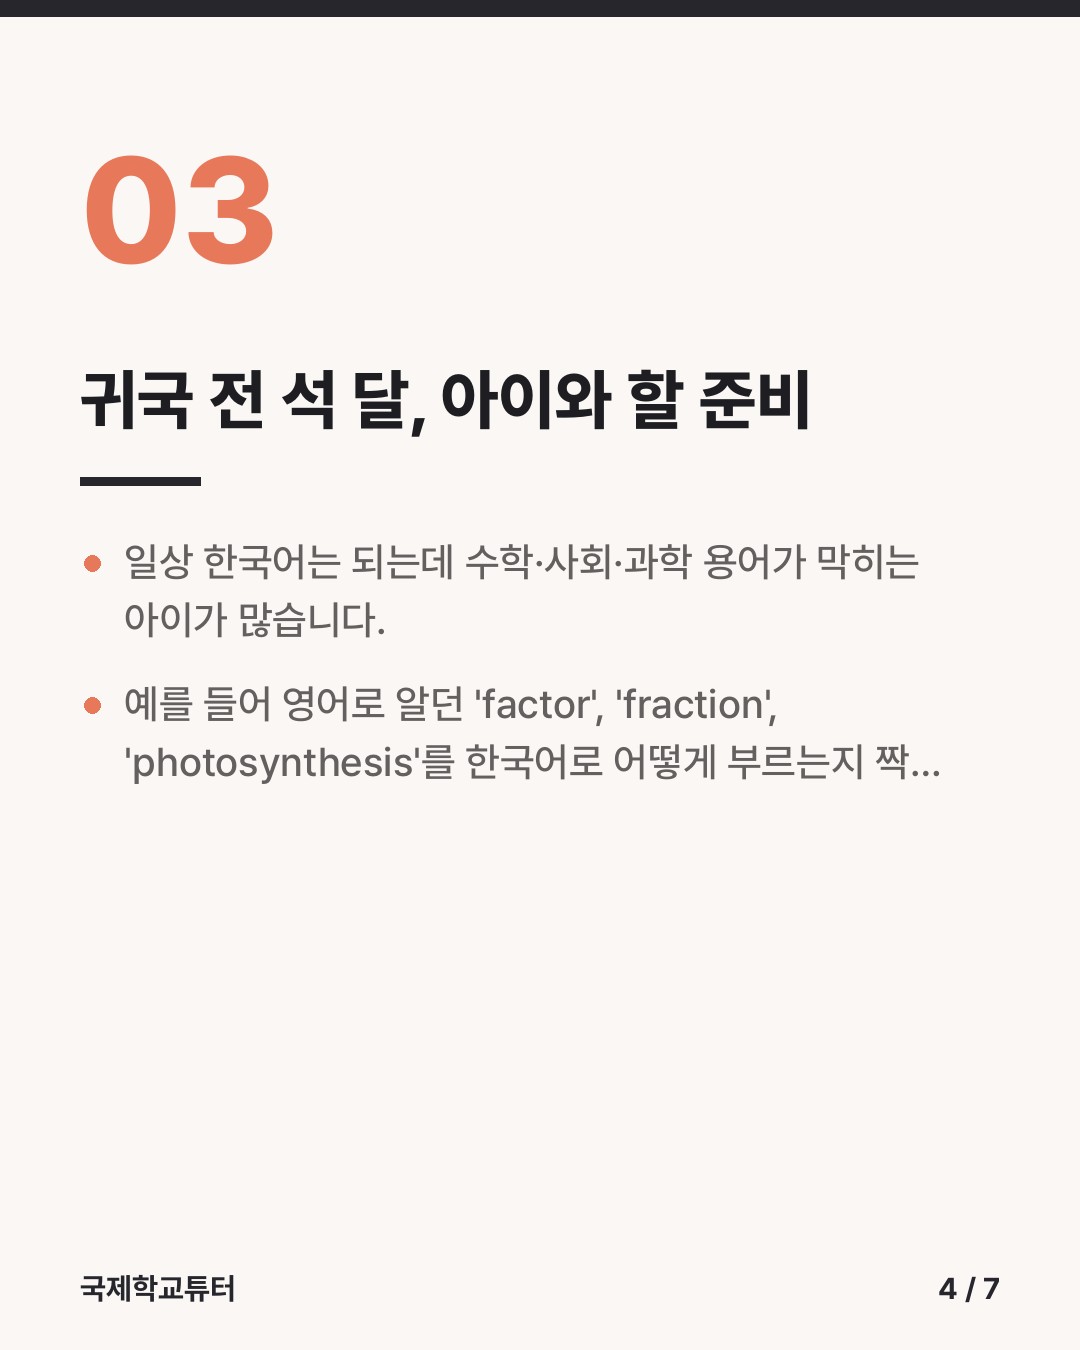 03
귀국 전 석 달, 아이와 할 준비
일상 한국어는 되는데 수학·사회·과학 용어가 막히는
아이가 많습니다.
예를 들어 영어로 알던 'factor', 'fraction',
'photosynthesis'를 한국어로 어떻게 부르는지 짝...
국제학교튜터
4 / 7